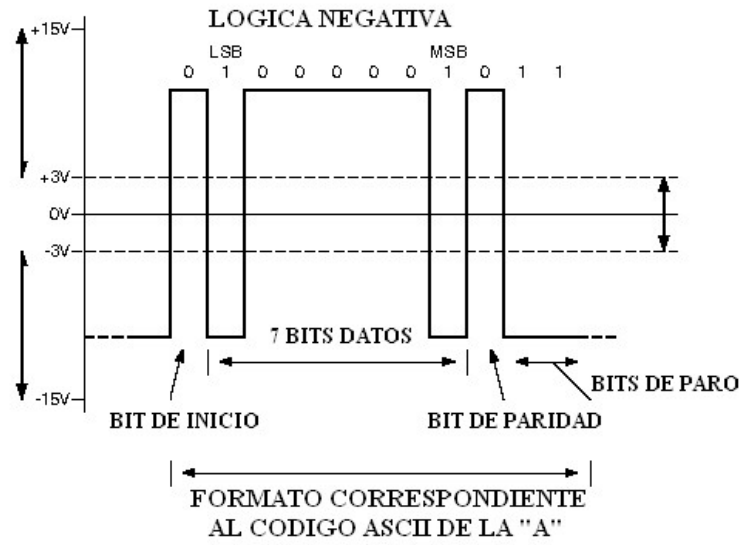 LOGICA NEGATIVA
+15V
LSB MSB
0 1 0 0 0 0 0 1 0 1 1
+3V
0V
-3V
7 BITS DATOS
BITS DE PARO
-15V
BIT DE INICIO BIT DE PARIDAD
FORMATO CORRESPONDIENTE
AL CODIGO ASCII DE LA "A"